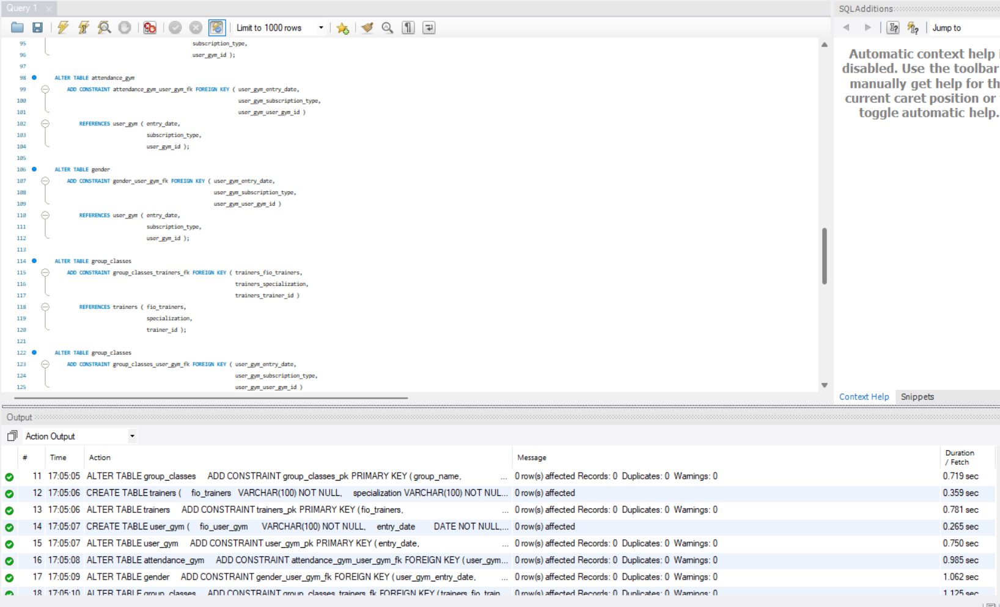 Query 1
SQLAdditions
Limit to 1000 rows
Jump to
95 subscription_type,
96 user_gym_id );
97
98 ALTER TABLE attendance_gym
99 ADD CONSTRAINT attendance_gym_user_gym_fk FOREIGN KEY ( user_gym_entry_date,
100 user_gym_subscription_type,
101 user_gym_user_gym_id )
102 REFERENCES user_gym ( entry_date,
103 subscription_type,
104 user_gym_id );
105
106 ALTER TABLE gender
107 ADD CONSTRAINT gender_user_gym_fk FOREIGN KEY ( user_gym_entry_date,
108 user_gym_subscription_type,
109 user_gym_user_gym_id )
110 REFERENCES user_gym ( entry_date,
111 subscription_type,
112 user_gym_id );
113
114 ALTER TABLE group_classes
115 ADD CONSTRAINT group_classes_trainers_fk FOREIGN KEY ( trainers_fio_trainers,
116 trainers_specialization,
117 trainers_trainer_id )
118 REFERENCES trainers ( fio_trainers,
119 specialization,
120 trainer_id );
121
122 ALTER TABLE group_classes
123 ADD CONSTRAINT group_classes_user_gym_fk FOREIGN KEY ( user_gym_entry_date,
124 user_gym_subscription_type,
125 user_gym_user_gym_id )
Automatic context help
disabled. Use the toolbar
manually get help for th
current caret position or
toggle automatic help.
Context Help Snippets
Output
Action Output
# Time Action Message Duration / Fetch
11 17:05:05 ALTER TABLE group_classes ADD CONSTRAINT group_classes_pk PRIMARY KEY ( group_name, ... 0 row(s) affected Records: 0 Duplicates: 0 Warnings: 0 0.719 sec
12 17:05:06 CREATE TABLE trainers ( fio_trainers VARCHAR(100) NOT NULL, specialization VARCHAR(100) NOT NUL... 0 row(s) affected 0.359 sec
13 17:05:06 ALTER TABLE trainers ADD CONSTRAINT trainers_pk PRIMARY KEY ( fio_trainers, ... 0 row(s) affected Records: 0 Duplicates: 0 Warnings: 0 0.781 sec
14 17:05:07 CREATE TABLE user_gym ( fio_user_gym VARCHAR(100) NOT NULL, entry_date DATE NOT NULL,... 0 row(s) affected 0.265 sec
15 17:05:07 ALTER TABLE user_gym ADD CONSTRAINT user_gym_pk PRIMARY KEY ( entry_date, ... 0 row(s) affected Records: 0 Duplicates: 0 Warnings: 0 0.750 sec
16 17:05:08 ALTER TABLE attendance_gym ADD CONSTRAINT attendance_gym_user_gym_fk FOREIGN KEY ( user_gym... 0 row(s) affected Records: 0 Duplicates: 0 Warnings: 0 0.985 sec
17 17:05:09 ALTER TABLE gender ADD CONSTRAINT gender_user_gym_fk FOREIGN KEY ( user_gym_entry_date, ... 0 row(s) affected Records: 0 Duplicates: 0 Warnings: 0 1.062 sec
18 17:05:10 ALTER TABLE group_classes ADD CONSTRAINT group_classes_trainers_fk FOREIGN KEY ( trainers_fio_train 0 row(s) affected Records: 0 Duplicates: 0 Warnings: 0 1.125 sec